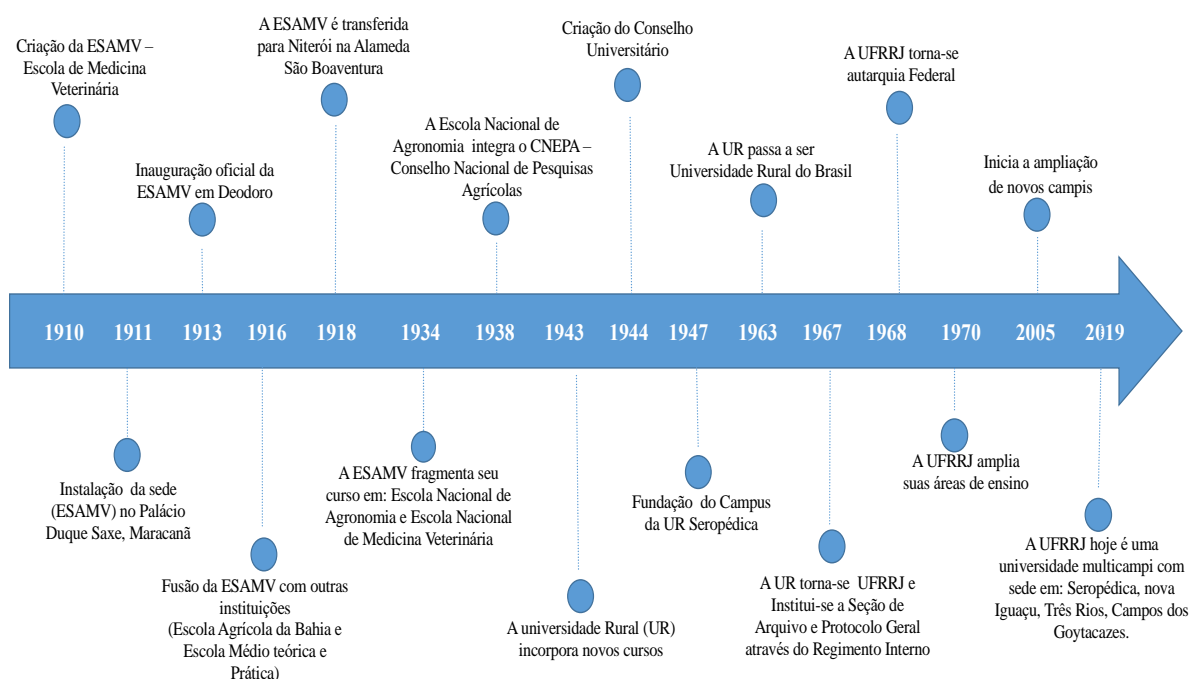 Criação da ESAMV –
Escola de Medicina
Veterinária
A ESAMV é transferida
para Niterói na Alameda
São Boaventura
Criação do Conselho
Universitário
A UFRRJ torna-se
autarquia Federal
Inauguração oficial da
ESAMV em Deodoro
A Escola Nacional de
Agronomia integra o CNEPA –
Conselho Nacional de Pesquisas
Agrícolas
A UR passa a ser
Universidade Rural do Brasil
Inicia a ampliação
de novos campis
1910 1911 1913 1916 1918 1934 1938 1943 1944 1947 1963 1967 1968 1970 2005 2019
Instalação da sede
(ESAMV) no Palácio
Duque Saxe, Maracanã
Fusão da ESAMV com outras
instituições
(Escola Agrícola da Bahia e
Escola Médio teórica e
Prática)
A ESAMV fragmenta seu
curso em: Escola Nacional de
Agronomia e Escola Nacional
de Medicina Veterinária
A universidade Rural (UR)
incorpora novos cursos
Fundação do Campus
da UR Seropédica
A UR torna-se UFRRJ e
Institui-se a Seção de
Arquivo e Protocolo Geral
através do Regimento Interno
A UFRRJ amplia
suas áreas de ensino
A UFRRJ hoje é uma
universidade multicampi com
sede em: Seropédica, nova
Iguaçu, Três Rios, Campos dos
Goytacazes.